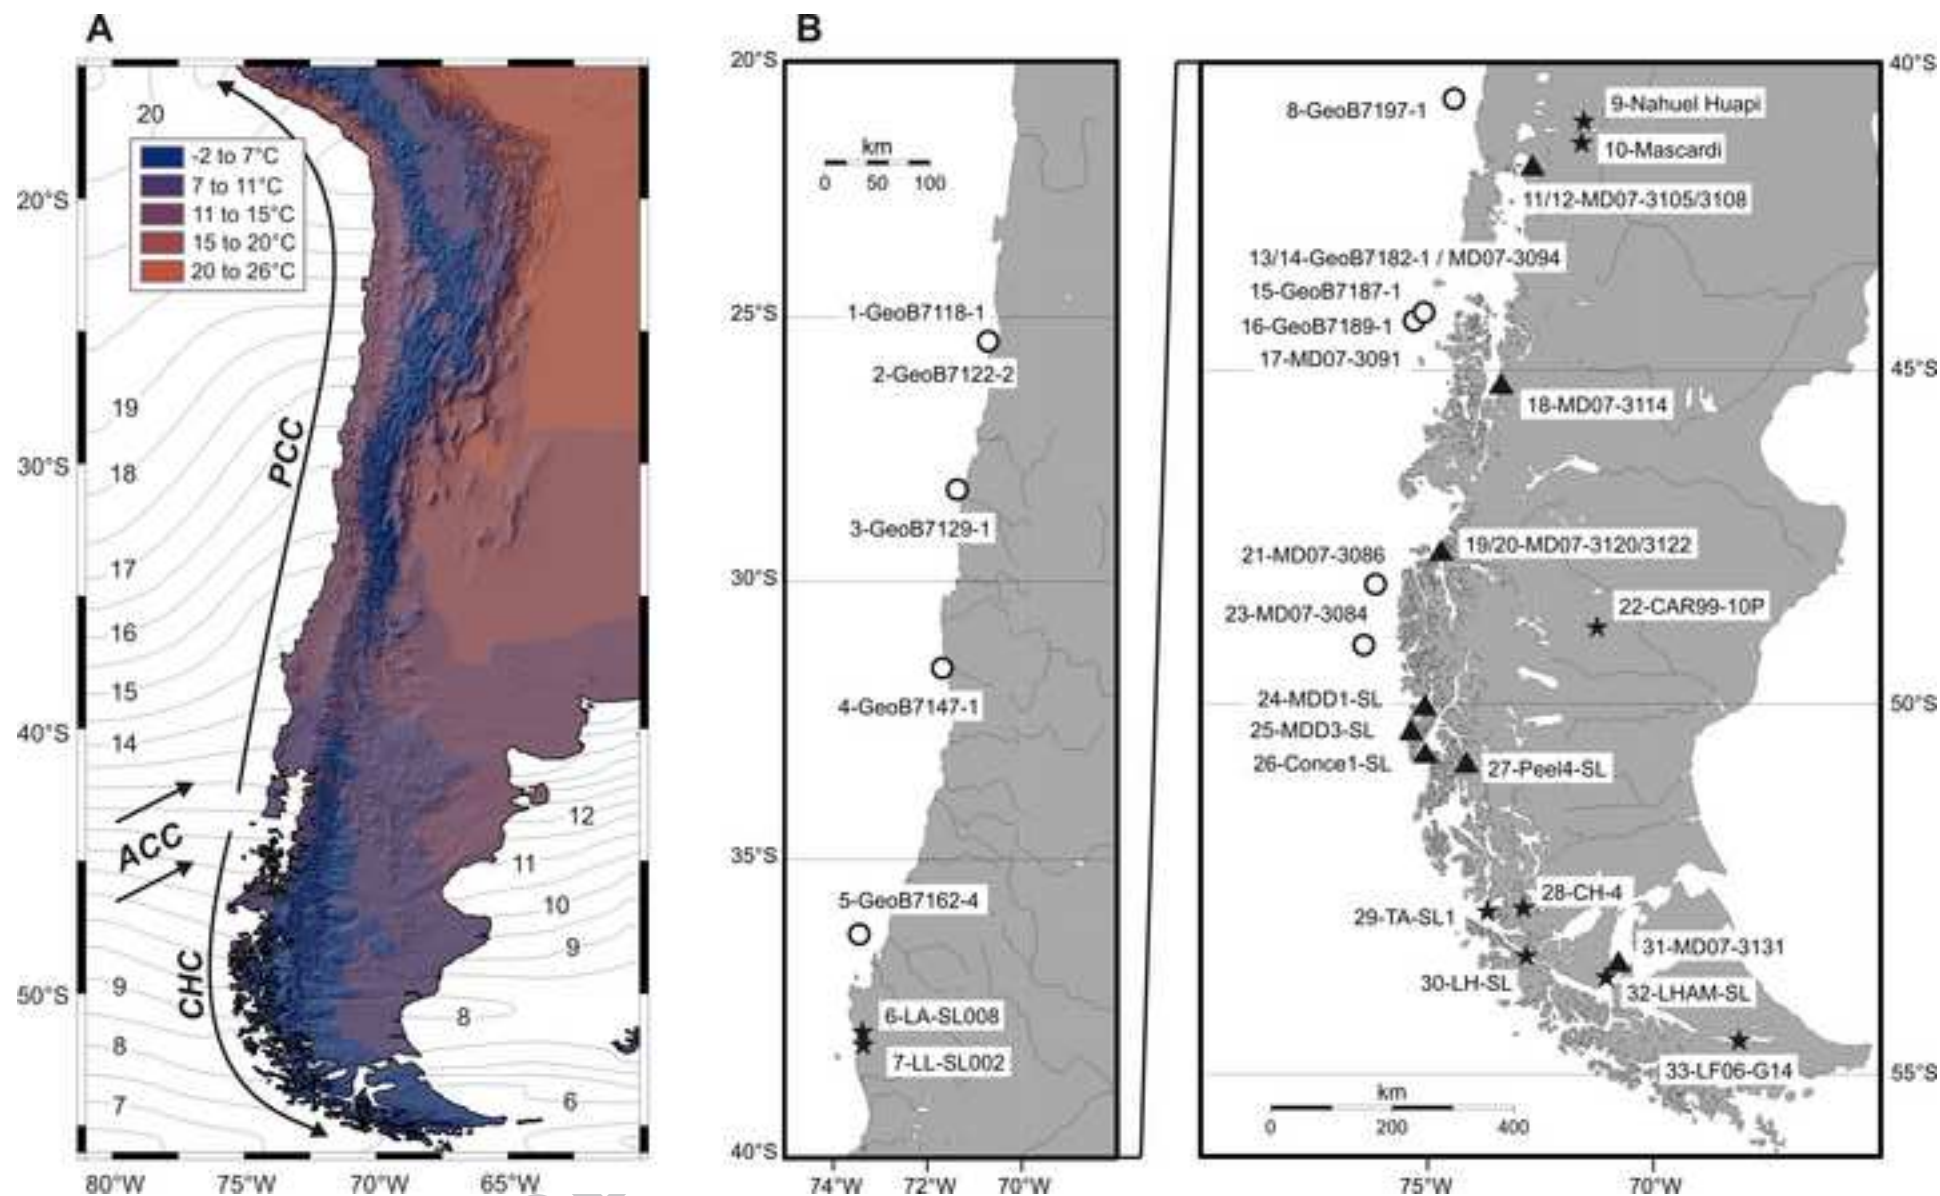 A
20
-2 to 7°C
7 to 11°C
11 to 15°C
15 to 20°C
20 to 26°C
20°S
30°S
40°S
50°S
19
18
17
16
15
14
9
8
7
PCC
ACC
CHC
12
11
10
9
8
6
80°W 75°W 70°W 65°W
B
20°S
25°S
30°S
35°S
40°S
km
0 50 100
1-GeoB7118-1
2-GeoB7122-2
3-GeoB7129-1
4-GeoB7147-1
5-GeoB7162-4
6-LA-SL008
7-LL-SL002
74°W 72°W 70°W
40°S
45°S
50°S
55°S
8-GeoB7197-1
9-Nahuel Huapi
10-Mascardi
11/12-MD07-3105/3108
13/14-GeoB7182-1 / MD07-3094
15-GeoB7187-1
16-GeoB7189-1
17-MD07-3091
18-MD07-3114
19/20-MD07-3120/3122
21-MD07-3086
22-CAR99-10P
23-MD07-3084
24-MDD1-SL
25-MDD3-SL
26-Conce1-SL
27-Peel4-SL
28-CH-4
29-TA-SL1
30-LH-SL
31-MD07-3131
32-LHAM-SL
33-LF06-G14
km
0 200 400
75°W 70°W